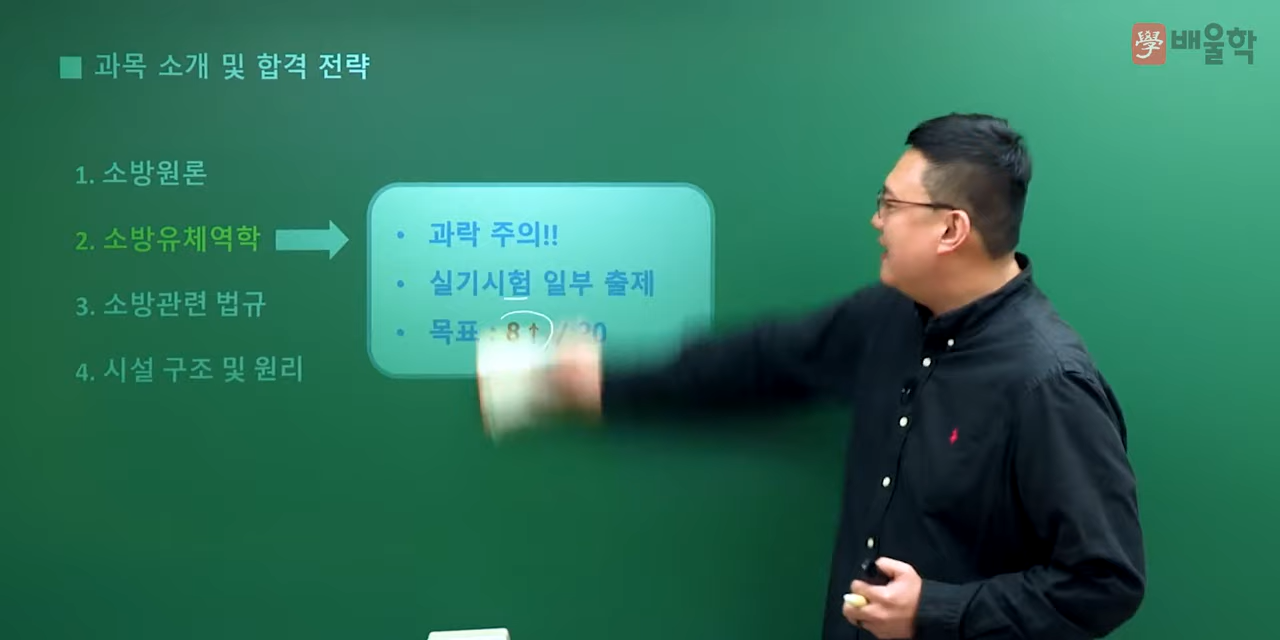 ■ 과목 소개 및 합격 전략
學 배울학
1. 소방원론
2. 소방유체역학
3. 소방관련 법규
4. 시설 구조 및 원리
• 과락 주의!!
• 실기시험 일부 출제
• 목표 : 8↑ / 20